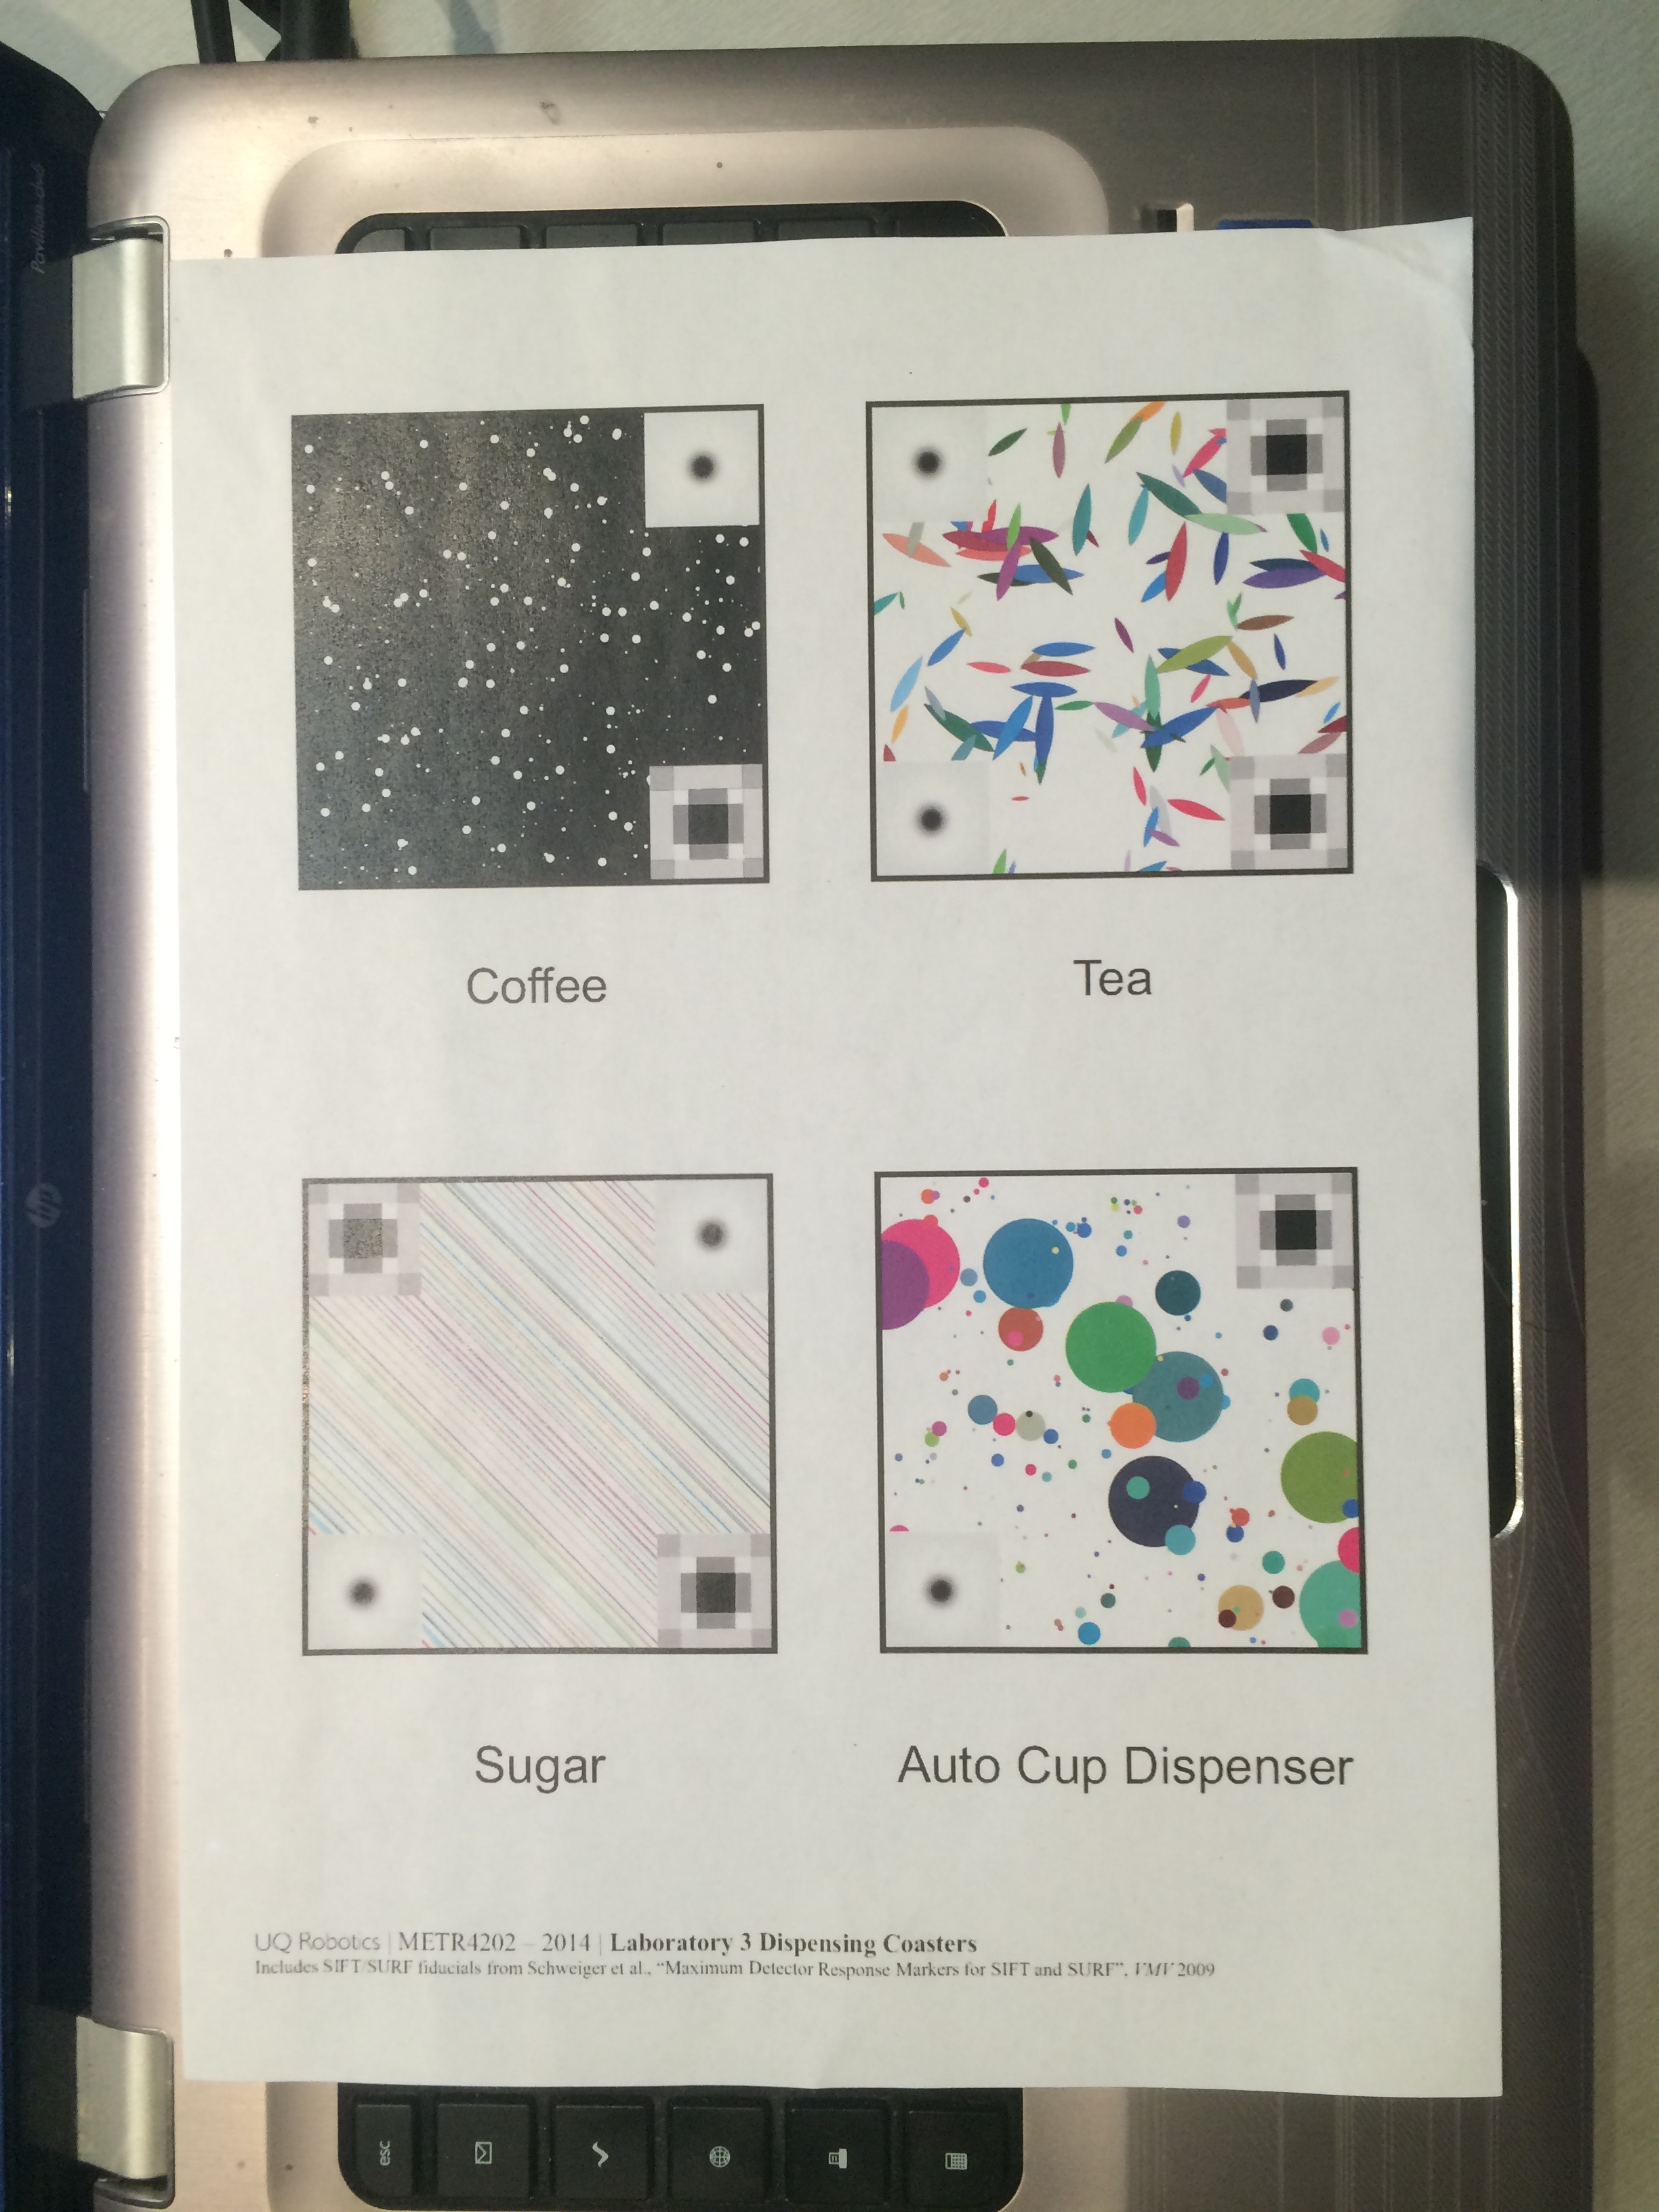 Pavilion dv6
Coffee
Tea
hp
Sugar
Auto Cup Dispenser
UQ Robotics | METR4202 – 2014 | Laboratory 3 Dispensing Coasters
Includes SIFT/SURF fiducials from Schweiger et al., “Maximum Detector Response Markers for SIFT and SURF”, VMV 2009
esc